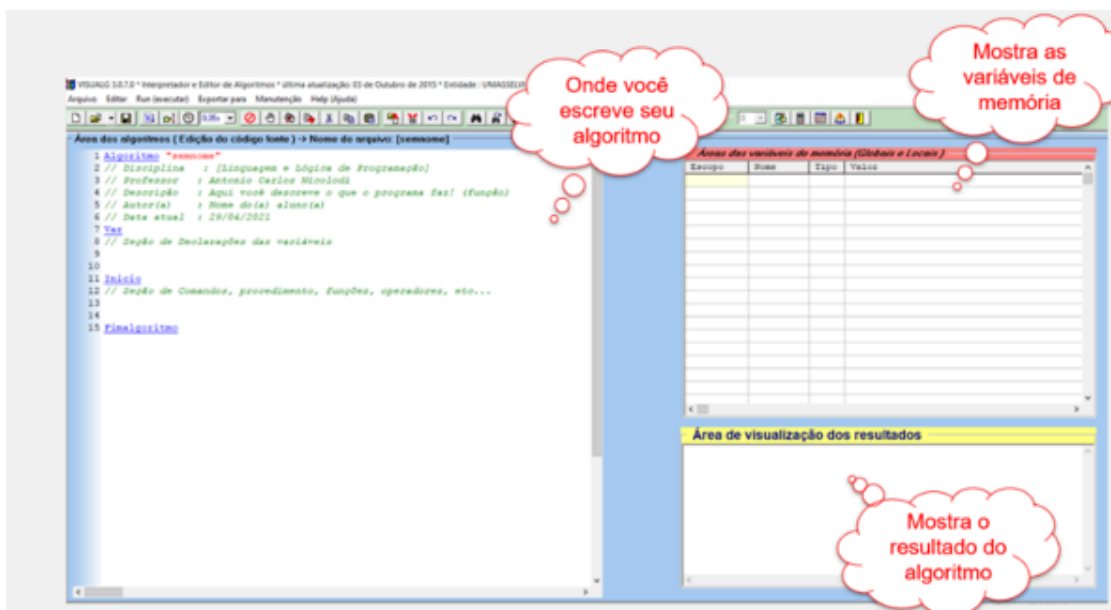 VISUALG 3.0.7.0 * Interpretador e Editor de Algoritmos * última atualização: 03 de Outubro de 2015 * Entidade : UNIASSELVI
Arquivo Editar Run (executar) Exportar para Manutenção Help (Ajuda)
Área dos algoritmos ( Edição do código fonte ) -> Nome do arquivo: [semnome]
1 Algoritmo "semnome"
2 // Disciplina : [Linguagem e Lógica de Programação]
3 // Professor : Antonio Carlos Nicolodi
4 // Descrição : Aqui você descreve o que o programa faz! (função)
5 // Autor(a) : Nome do(a) aluno(a)
6 // Data atual : 29/04/2021
7 Var
8 // Seção de Declarações das variáveis
9
10
11 Inicio
12 // Seção de Comandos, procedimento, funções, operadores, etc...
13
14
15 Fimalgoritmo
Onde você
escreve seu
algoritmo
Mostra as
variáveis de
memória
Áreas das variáveis de memória (Globais e Locais )
Escopo Nome Tipo Valor
Área de visualização dos resultados
Mostra o
resultado do
algoritmo